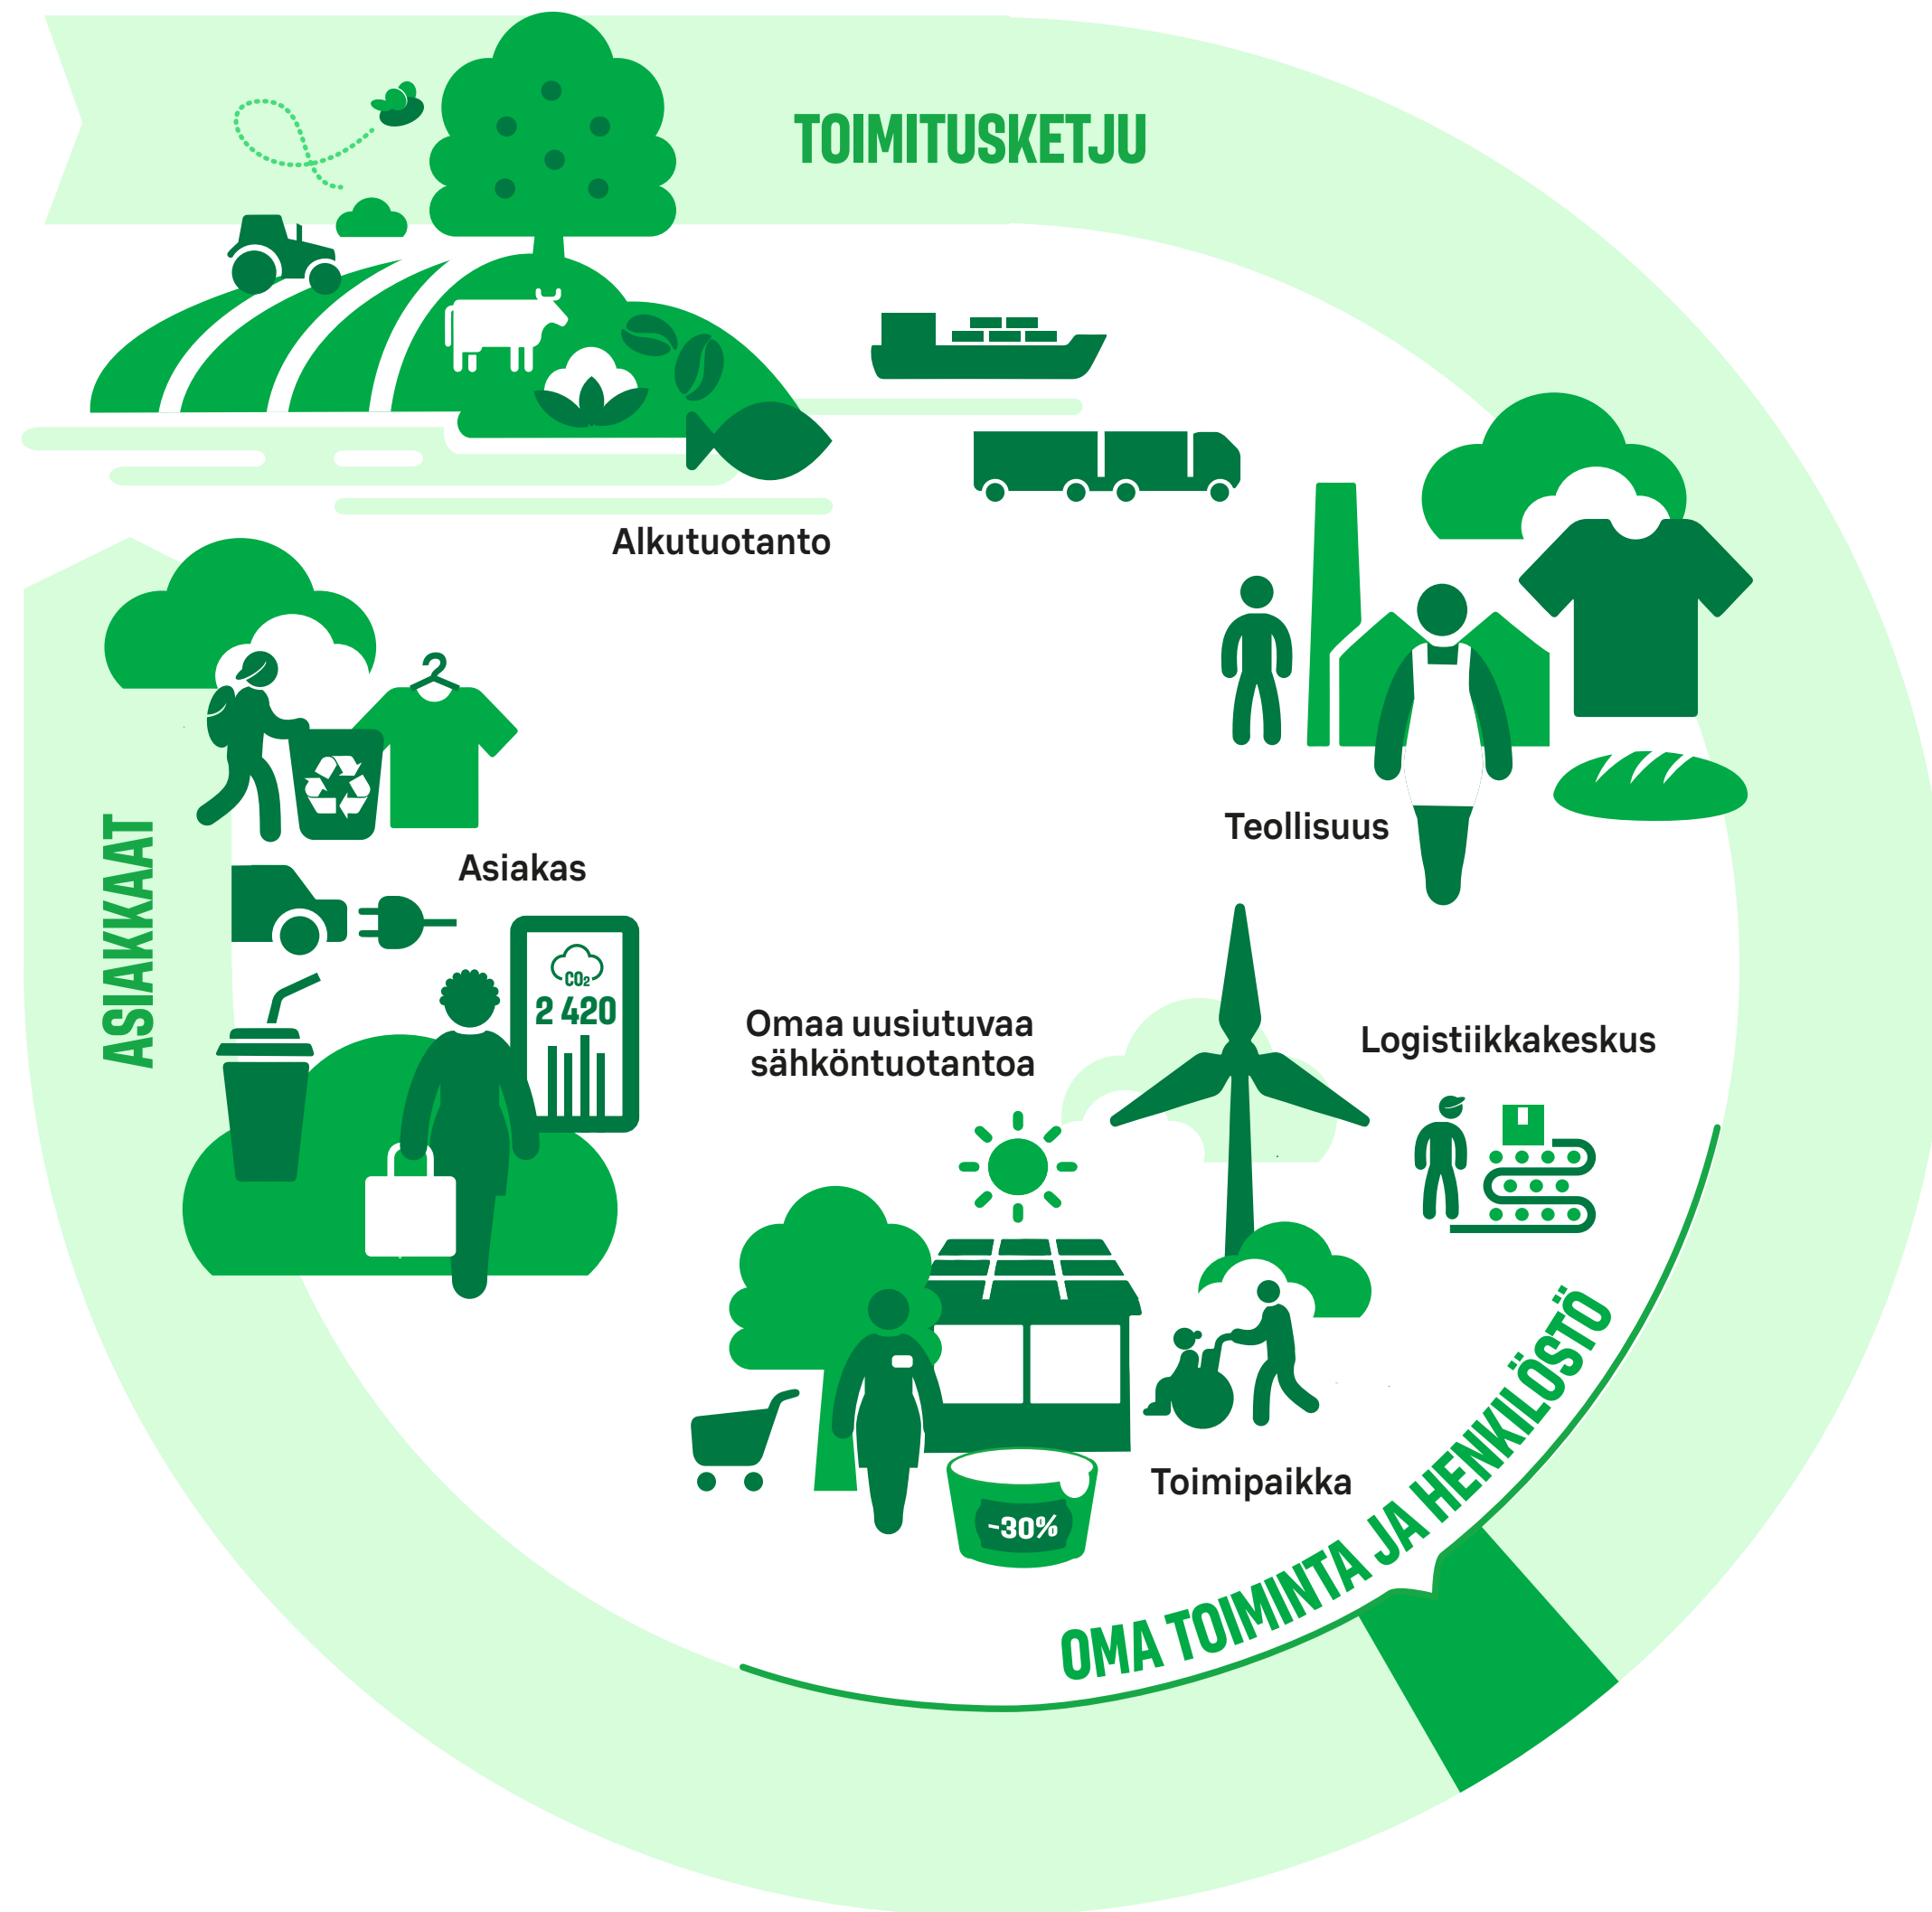 TOIMITUSKETJU
Alkutuotanto
Teollisuus
ASIAKKAAT
Asiakas
CO₂
2 420
Omaa uusiutuvaa
sähköntuotantoa
Logistiikkakeskus
Toimipaikka
-30%
OMA TOIMINTA JA HENKILÖSTÖ